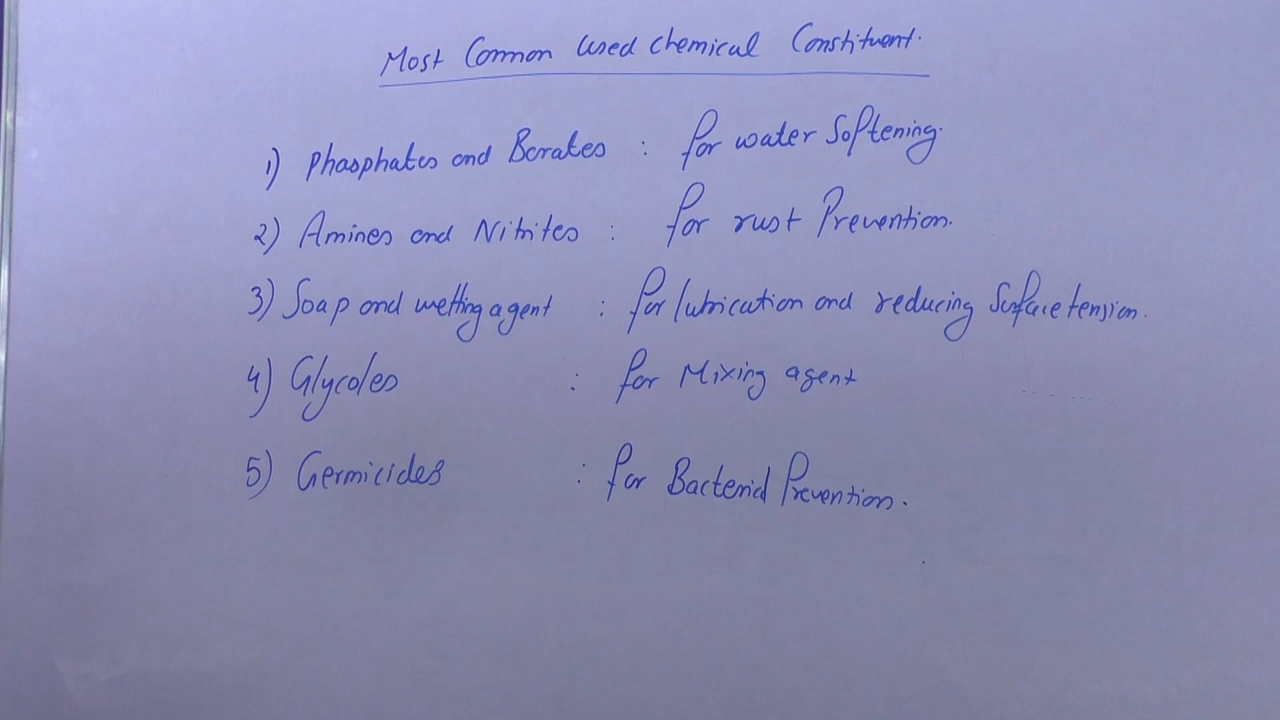 Most Common Used Chemical Constituent.
1) Phosphates and Borates : for water Softening.
2) Amines and Nitrites : for rust Prevention.
3) Soap and wetting agent : for lubrication and reducing Surface tension.
4) Glycoles : for Mixing agent
5) Germicides : for Bacterial Prevention.